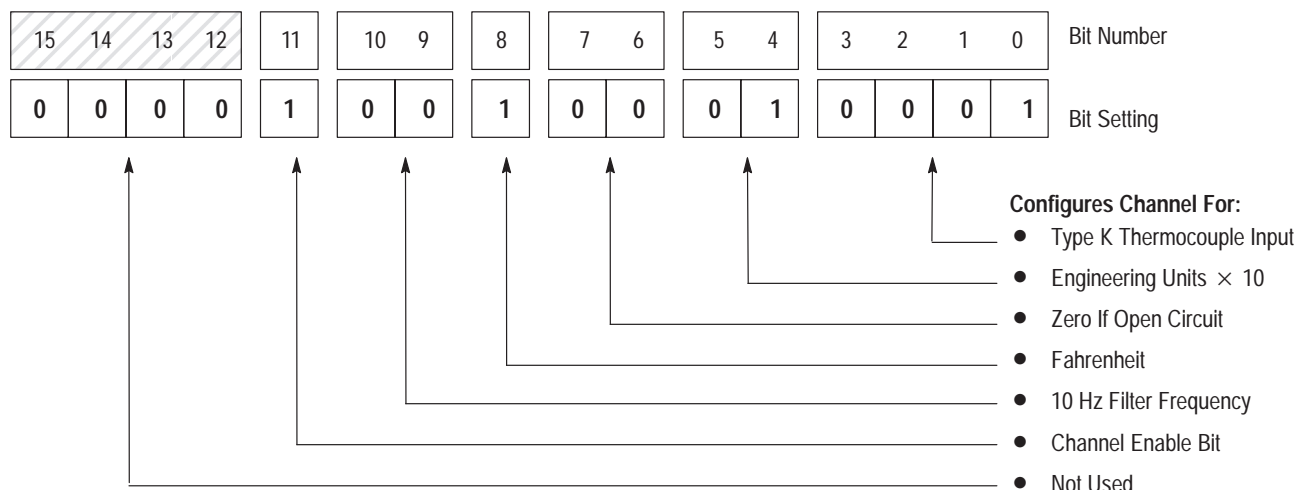 15 14 13 12 11 10 9 8 7 6 5 4 3 2 1 0 Bit Number
0 0 0 0 1 0 0 1 0 0 0 1 0 0 0 1 Bit Setting
Configures Channel For:
● Type K Thermocouple Input
● Engineering Units × 10
● Zero If Open Circuit
● Fahrenheit
● 10 Hz Filter Frequency
● Channel Enable Bit
● Not Used